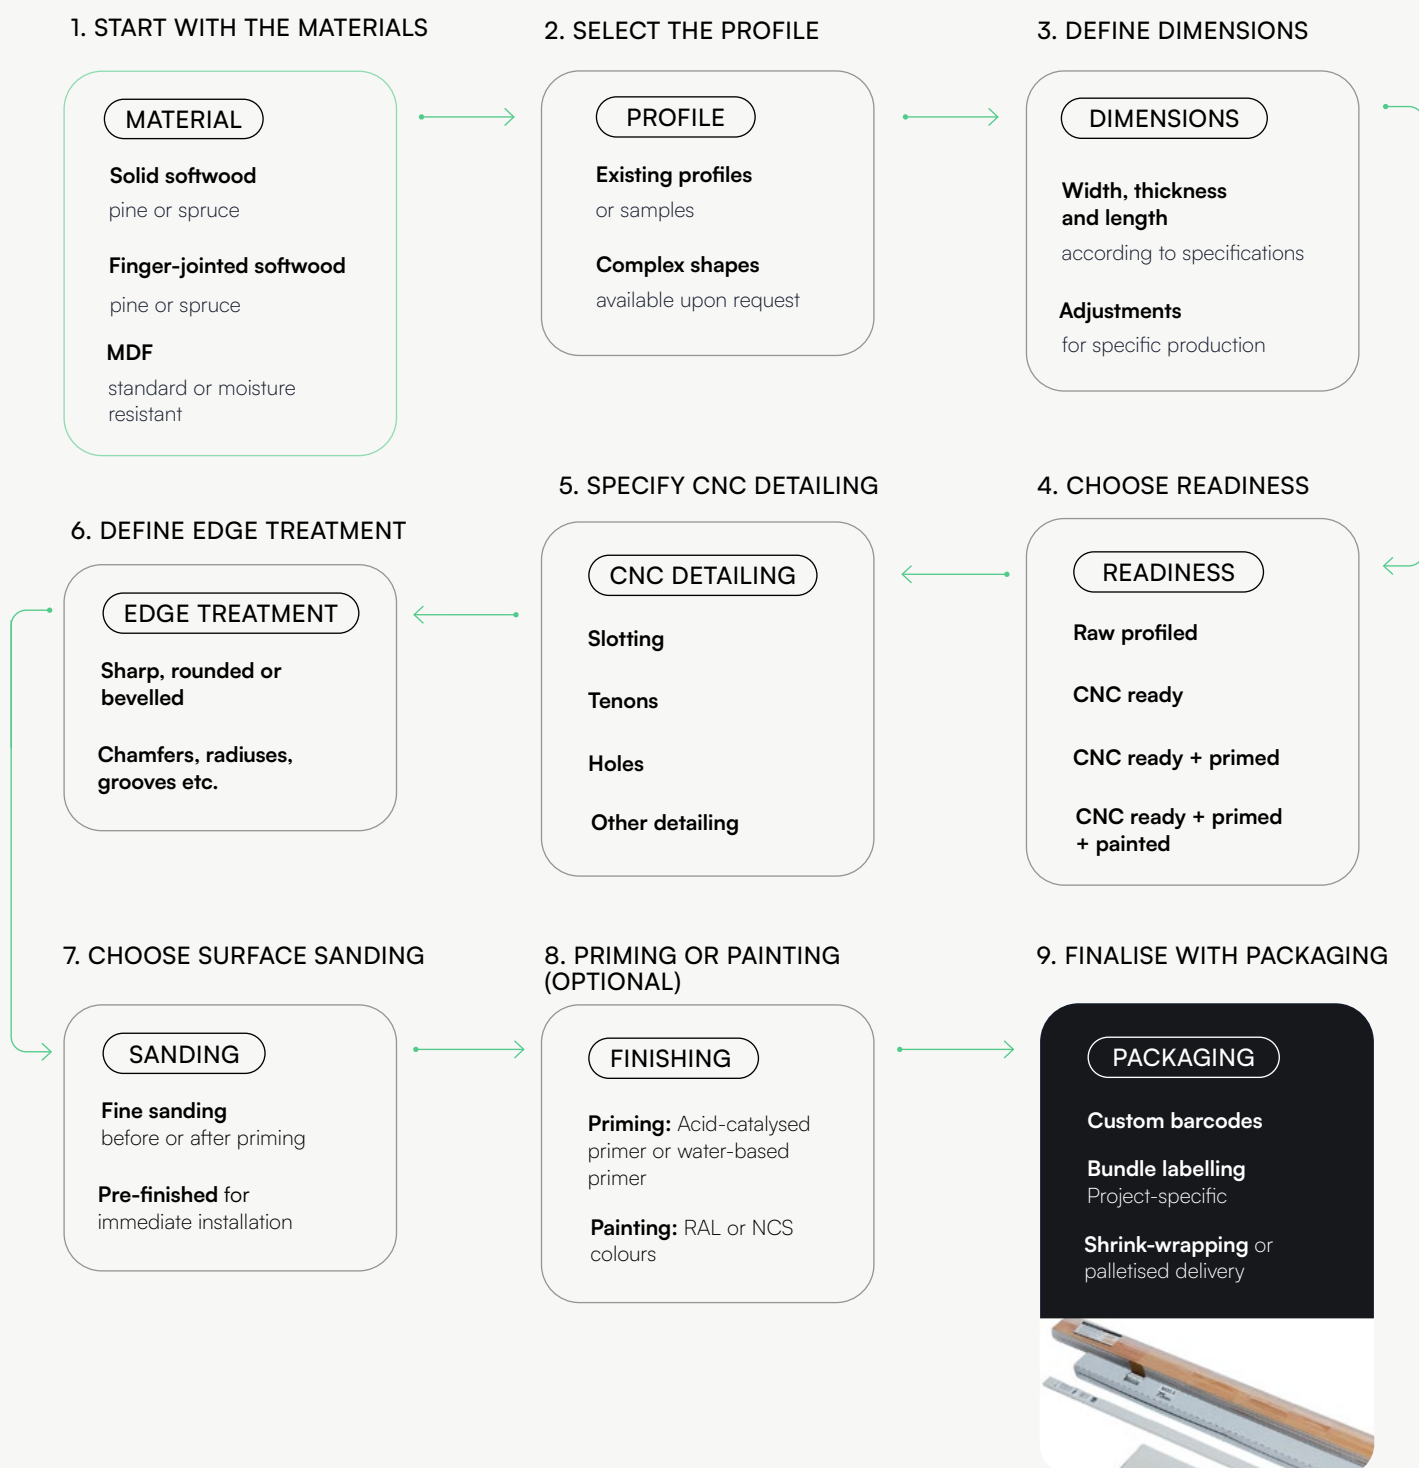 1. START WITH THE MATERIALS
MATERIAL
Solid softwood
pine or spruce
Finger-jointed softwood
pine or spruce
MDF
standard or moisture
resistant
2. SELECT THE PROFILE
PROFILE
Existing profiles
or samples
Complex shapes
available upon request
3. DEFINE DIMENSIONS
DIMENSIONS
Width, thickness
and length
according to specifications
Adjustments
for specific production
4. CHOOSE READINESS
READINESS
Raw profiled
CNC ready
CNC ready + primed
CNC ready + primed
+ painted
5. SPECIFY CNC DETAILING
CNC DETAILING
Slotting
Tenons
Holes
Other detailing
6. DEFINE EDGE TREATMENT
EDGE TREATMENT
Sharp, rounded or
bevelled
Chamfers, radiuses,
grooves etc.
7. CHOOSE SURFACE SANDING
SANDING
Fine sanding
before or after priming
Pre-finished for
immediate installation
8. PRIMING OR PAINTING
(OPTIONAL)
FINISHING
Priming: Acid-catalysed
primer or water-based
primer
Painting: RAL or NCS
colours
9. FINALISE WITH PACKAGING
PACKAGING
Custom barcodes
Bundle labelling
Project-specific
Shrink-wrapping or
palletised delivery